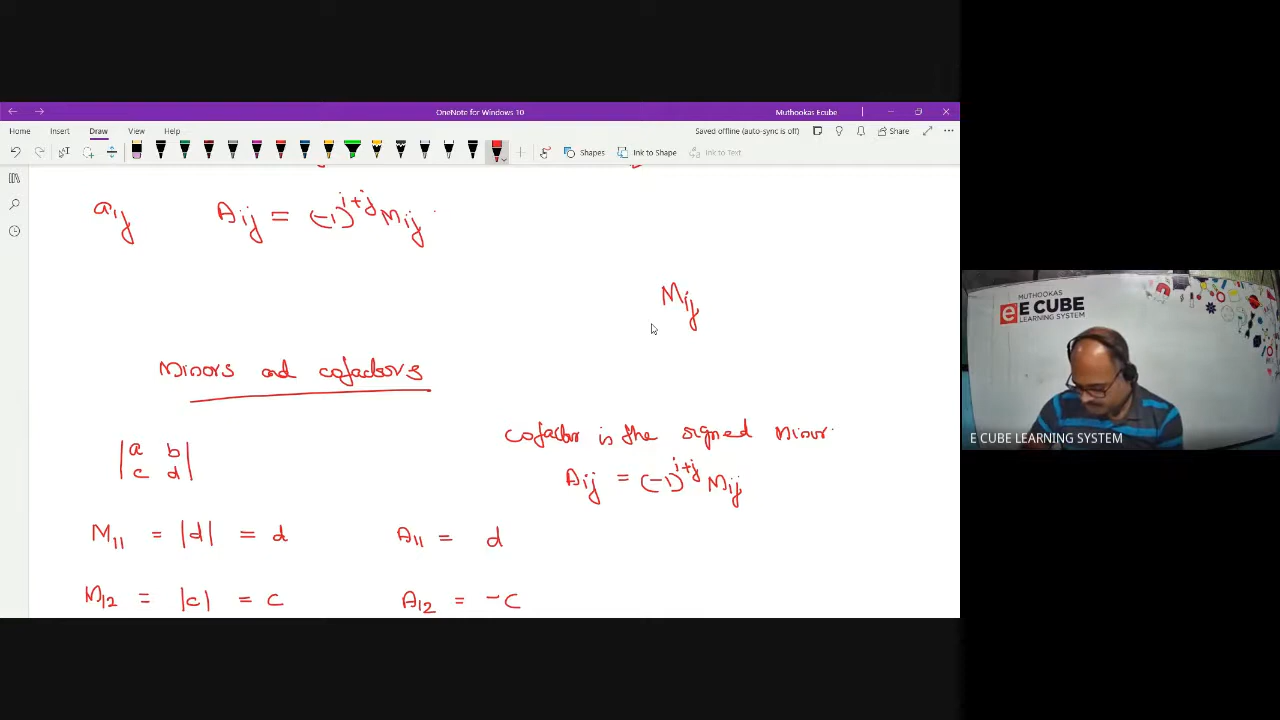 OneNote for Windows 10
Muthookas Ecube
Home Insert Draw View Help
Saved offline (auto-sync is off) Share
Shapes Ink to Shape Ink to Text
aij Aij = (-1)^i+j Mij
Mij
Minors and cofactors
|a b|
|c d|
cofactor is the signed Minor.
Aij = (-1)^i+j Mij
M11 = |d| = d A11 = d
M12 = |c| = c A12 = -c
MUTHOOKAS
e E CUBE
LEARNING SYSTEM
E CUBE LEARNING SYSTEM